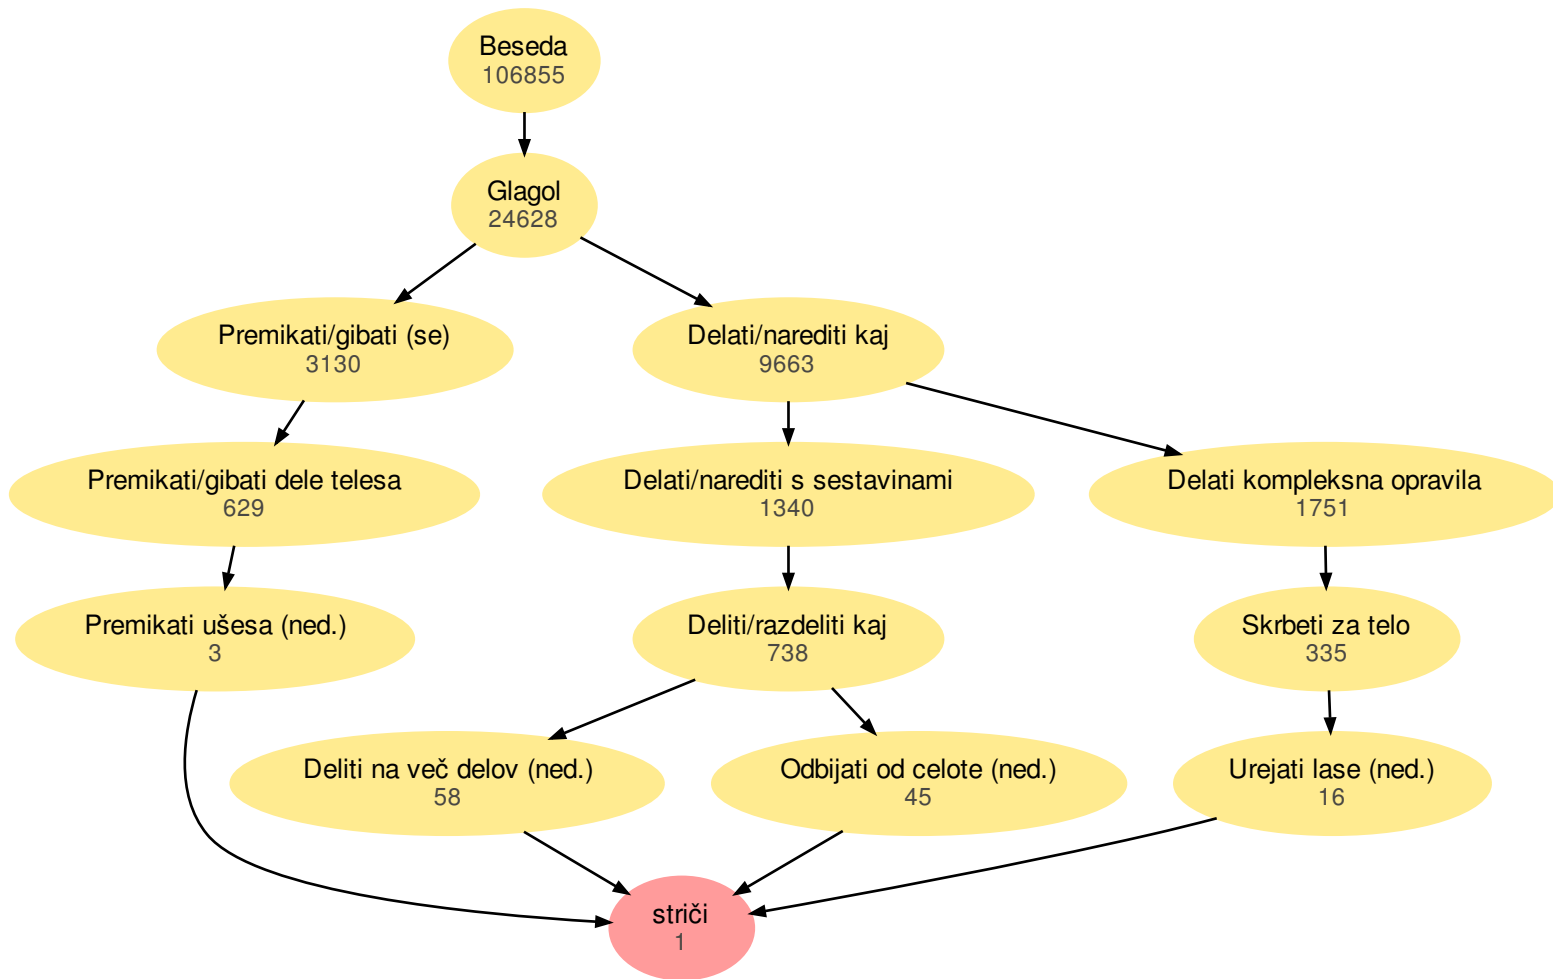 Beseda
106855
Glagol
24628
Premikati/gibati (se)
3130
Delati/narediti kaj
9663
Premikati/gibati dele telesa
629
Delati/narediti s sestavinami
1340
Delati kompleksna opravila
1751
Premikati ušesa (ned.)
3
Deliti/razdeliti kaj
738
Skrbeti za telo
335
Deliti na več delov (ned.)
58
Odbijati od celote (ned.)
45
Urejati lase (ned.)
16
striči
1